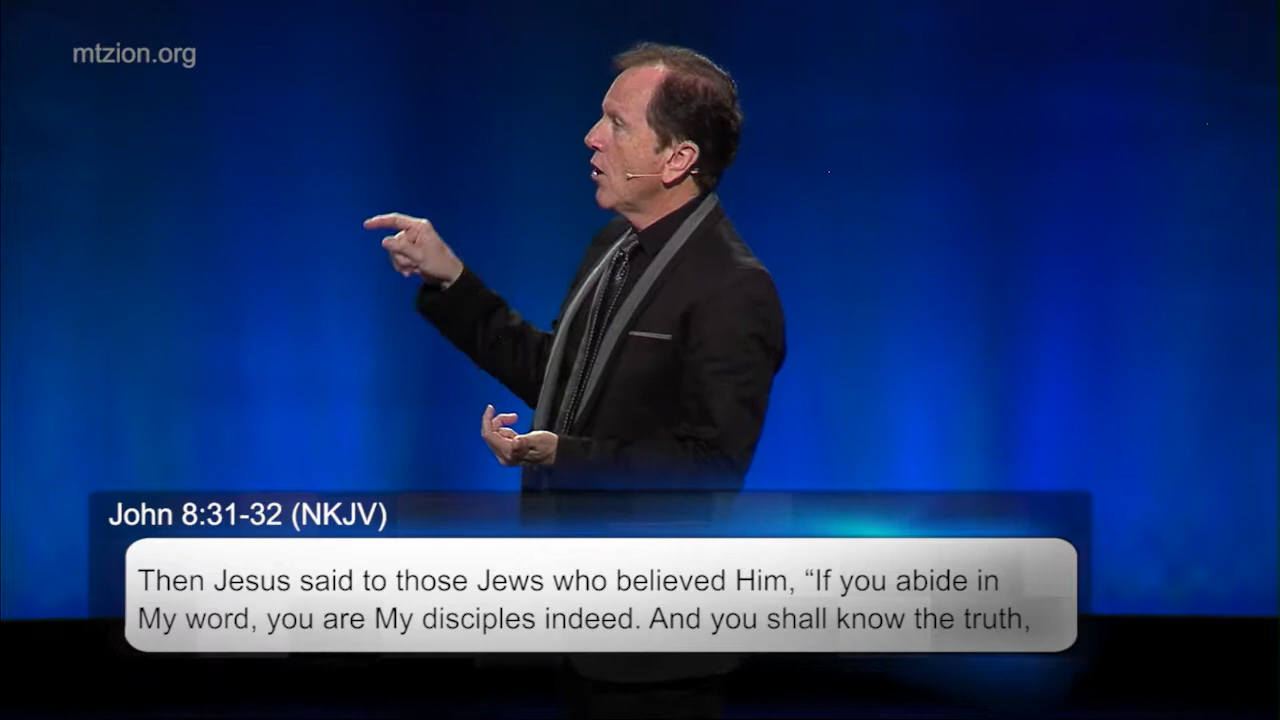 mtzion.org
John 8:31-32 (NKJV)
Then Jesus said to those Jews who believed Him, “If you abide in
My word, you are My disciples indeed. And you shall know the truth,